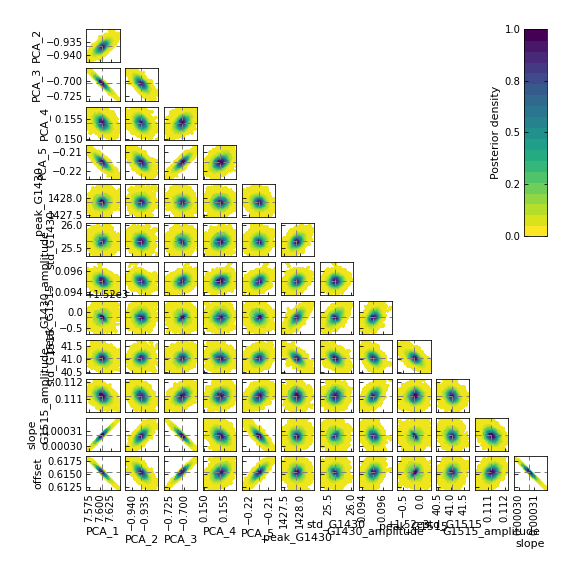 PCA_2
−0.935
−0.940
PCA_3
−0.700
−0.725
PCA_4
0.155
0.150
PCA_5
−0.21
−0.22
peak_G1430
1428.0
1427.5
std_G1430
26.0
25.5
G1430_amplitude
0.096
0.094
+1.52e3
peak_G1515
0.0
−0.5
std_G1515
41.5
41.0
40.5
G1515_amplitude
0.112
0.111
slope
0.00031
0.00030
offset
0.6175
0.6150
0.6125
7.575
7.600
7.625
−0.940
−0.935
−0.725
−0.700
0.150
0.155
−0.22
−0.21
1427.5
1428.0
25.5
26.0
0.094
0.096
−0.5
0.0
40.5
41.0
41.5
0.111
0.112
0.00030
0.00031
PCA_1
PCA_2
PCA_3
PCA_4
PCA_5
peak_G1430
std_G1430
G1430_amplitude
peak_G1515
+1.52e3
std_G1515
G1515_amplitude
slope
Posterior density
1.0
0.8
0.5
0.2
0.0